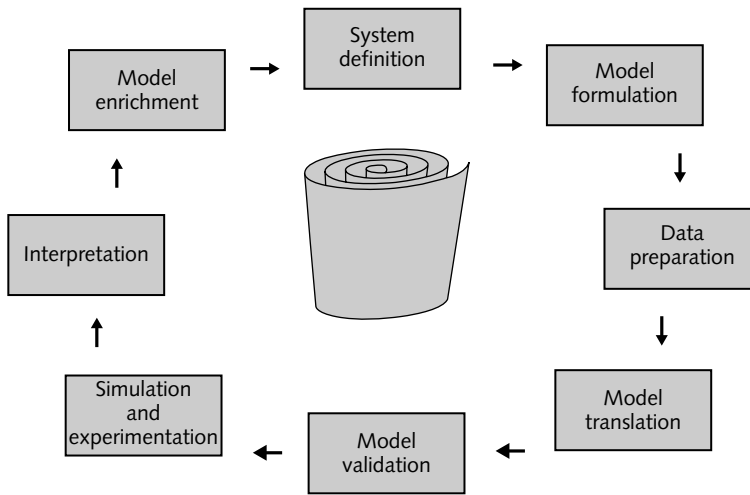 System
definition
Model
formulation
Data
preparation
Model
translation
Model
validation
Simulation
and
experimentation
Interpretation
Model
enrichment